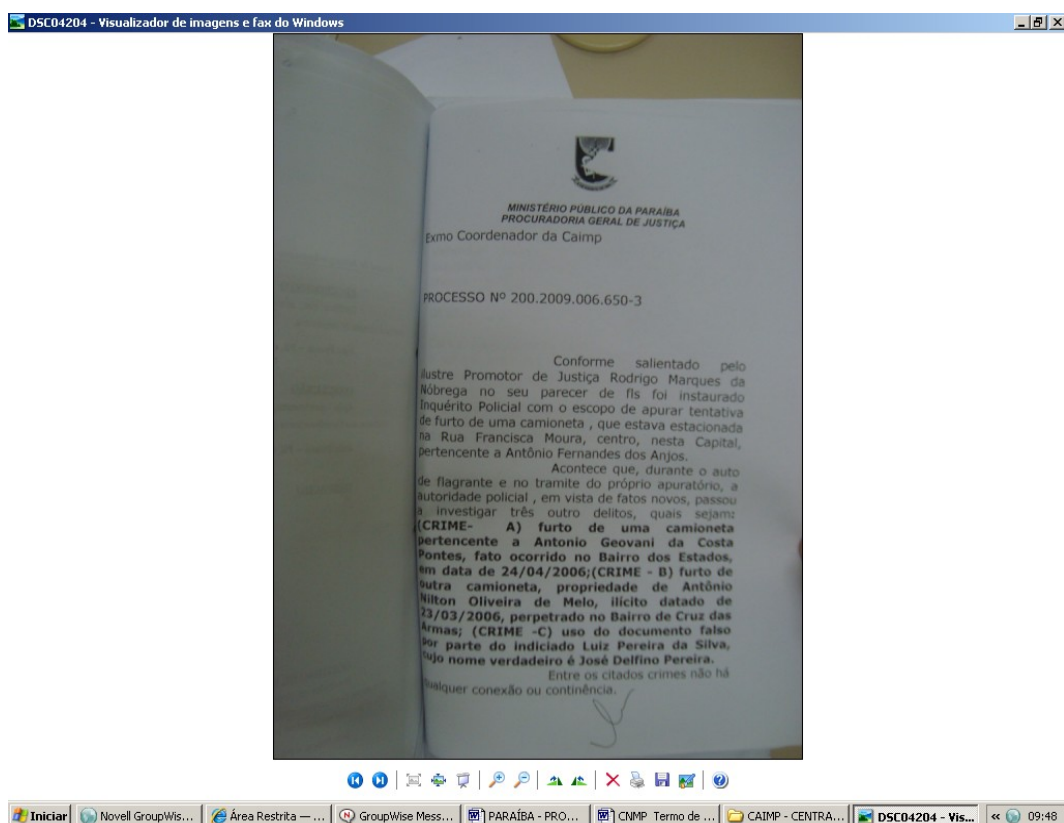 DSC04204 - Visualizador de imagens e fax do Windows
MINISTÉRIO PÚBLICO DA PARAÍBA
PROCURADORIA GERAL DE JUSTIÇA
Exmo Coordenador da Caimp
PROCESSO Nº 200.2009.006.650-3
Conforme salientado pelo
ilustre Promotor de Justiça Rodrigo Marques da
Nóbrega no seu parecer de fls foi instaurado
Inquérito Policial com o escopo de apurar tentativa
de furto de uma camioneta , que estava estacionada
na Rua Francisca Moura, centro, nesta Capital,
pertencente a Antônio Fernandes dos Anjos.
Acontece que, durante o auto
de flagrante e no tramite do próprio apuratório, a
autoridade policial , em vista de fatos novos, passou
a investigar três outro delitos, quais sejam:
(CRIME- A) furto de uma camioneta
pertencente a Antonio Geovani da Costa
Pontes, fato ocorrido no Bairro dos Estados,
em data de 24/04/2006;(CRIME - B) furto de
outra camioneta, propriedade de Antônio
Nilton Oliveira de Melo, ilicito datado de
23/03/2006, perpetrado no Bairro de Cruz das
Armas; (CRIME -C) uso do documento falso
por parte do indiciado Luiz Pereira da Silva,
cujo nome verdadeiro é José Delfino Pereira.
Entre os citados crimes não há
qualquer conexão ou continência.
Iniciar Novell GroupWis... Área Restrita — ... GroupWise Mess... PARAÍBA - PRO... CNMP Termo de ... CAIMP - CENTRA... DSC04204 - Vis... « 09:48